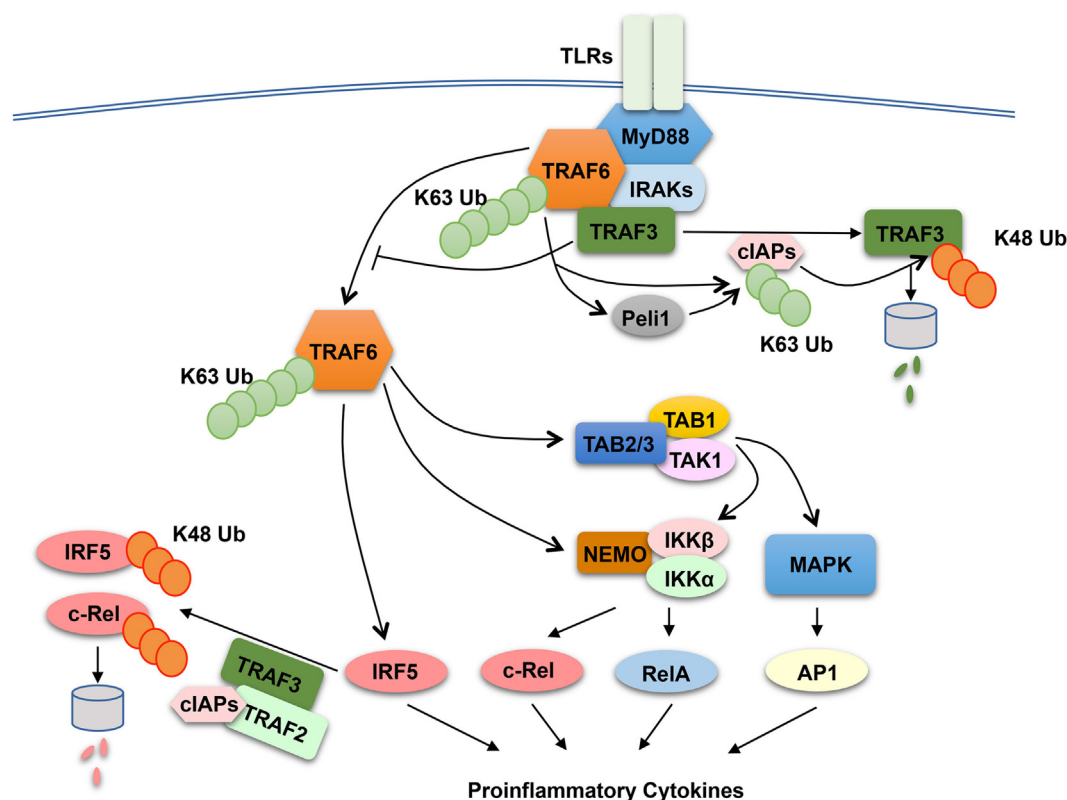 TLRs
MyD88
TRAF6
IRAKs
K63 Ub
TRAF3
TRAF3
K48 Ub
cIAPs
Peli1
K63 Ub
TRAF6
K63 Ub
TAB1
TAB2/3
TAK1
K48 Ub
IRF5
IKKβ
NEMO
IKKα
MAPK
c-Rel
TRAF3
IRF5
c-Rel
RelA
AP1
cIAPs
TRAF2
Proinflammatory Cytokines